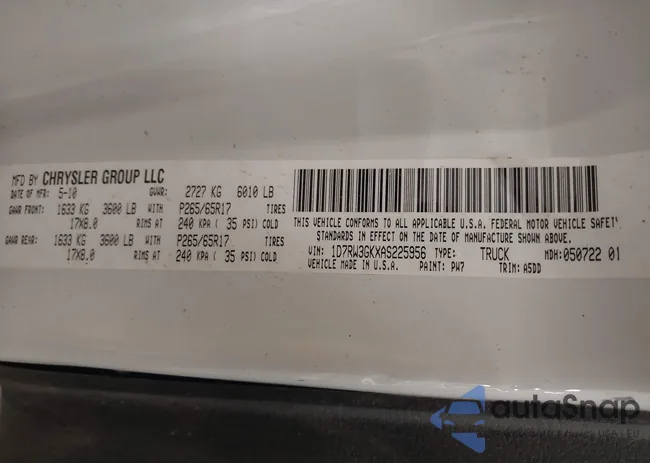 MFD BY CHRYSLER GROUP LLC
DATE OF MFR: 5-10 GVWR: 2727 KG 6010 LB
GAWR FRONT: 1633 KG 3600 LB WITH P265/65R17 TIRES
17X8.0 RIMS AT 240 KPA ( 35 PSI) COLD
GAWR REAR: 1633 KG 3600 LB WITH P265/65R17 TIRES
17X8.0 RIMS AT 240 KPA ( 35 PSI) COLD
THIS VEHICLE CONFORMS TO ALL APPLICABLE U.S.A. FEDERAL MOTOR VEHICLE SAFETY
STANDARDS IN EFFECT ON THE DATE OF MANUFACTURE SHOWN ABOVE.
VIN: 1D7RW3GKXAS225956 TYPE: TRUCK MDH: 050722 01
VEHICLE MADE IN U.S.A. PAINT: PW7 TRIM: A5DD
autoSnap